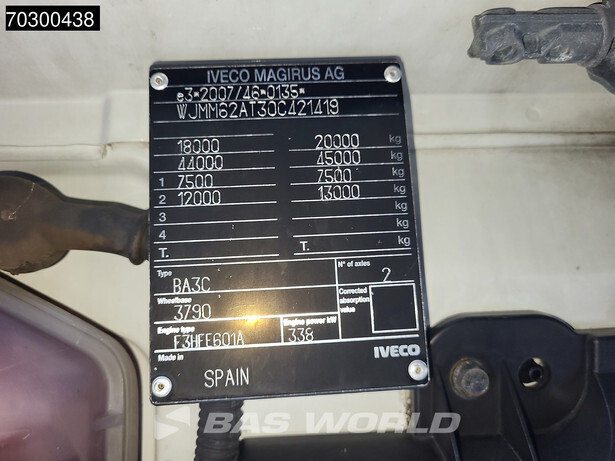 70300438
IVECO MAGIRUS AG
e3*2007/46*0135*
WJMM62AT30C421419
18000 20000 kg
44000 45000 kg
1 7500 7500 kg
2 12000 13000 kg
3 kg
4 kg
T. T. kg
Type BA3C N° of axles 2
Wheelbase 3790 Corrected absorption value
Engine type F3HFE601A Engine power kW 338
Made in SPAIN IVECO
BAS WORLD